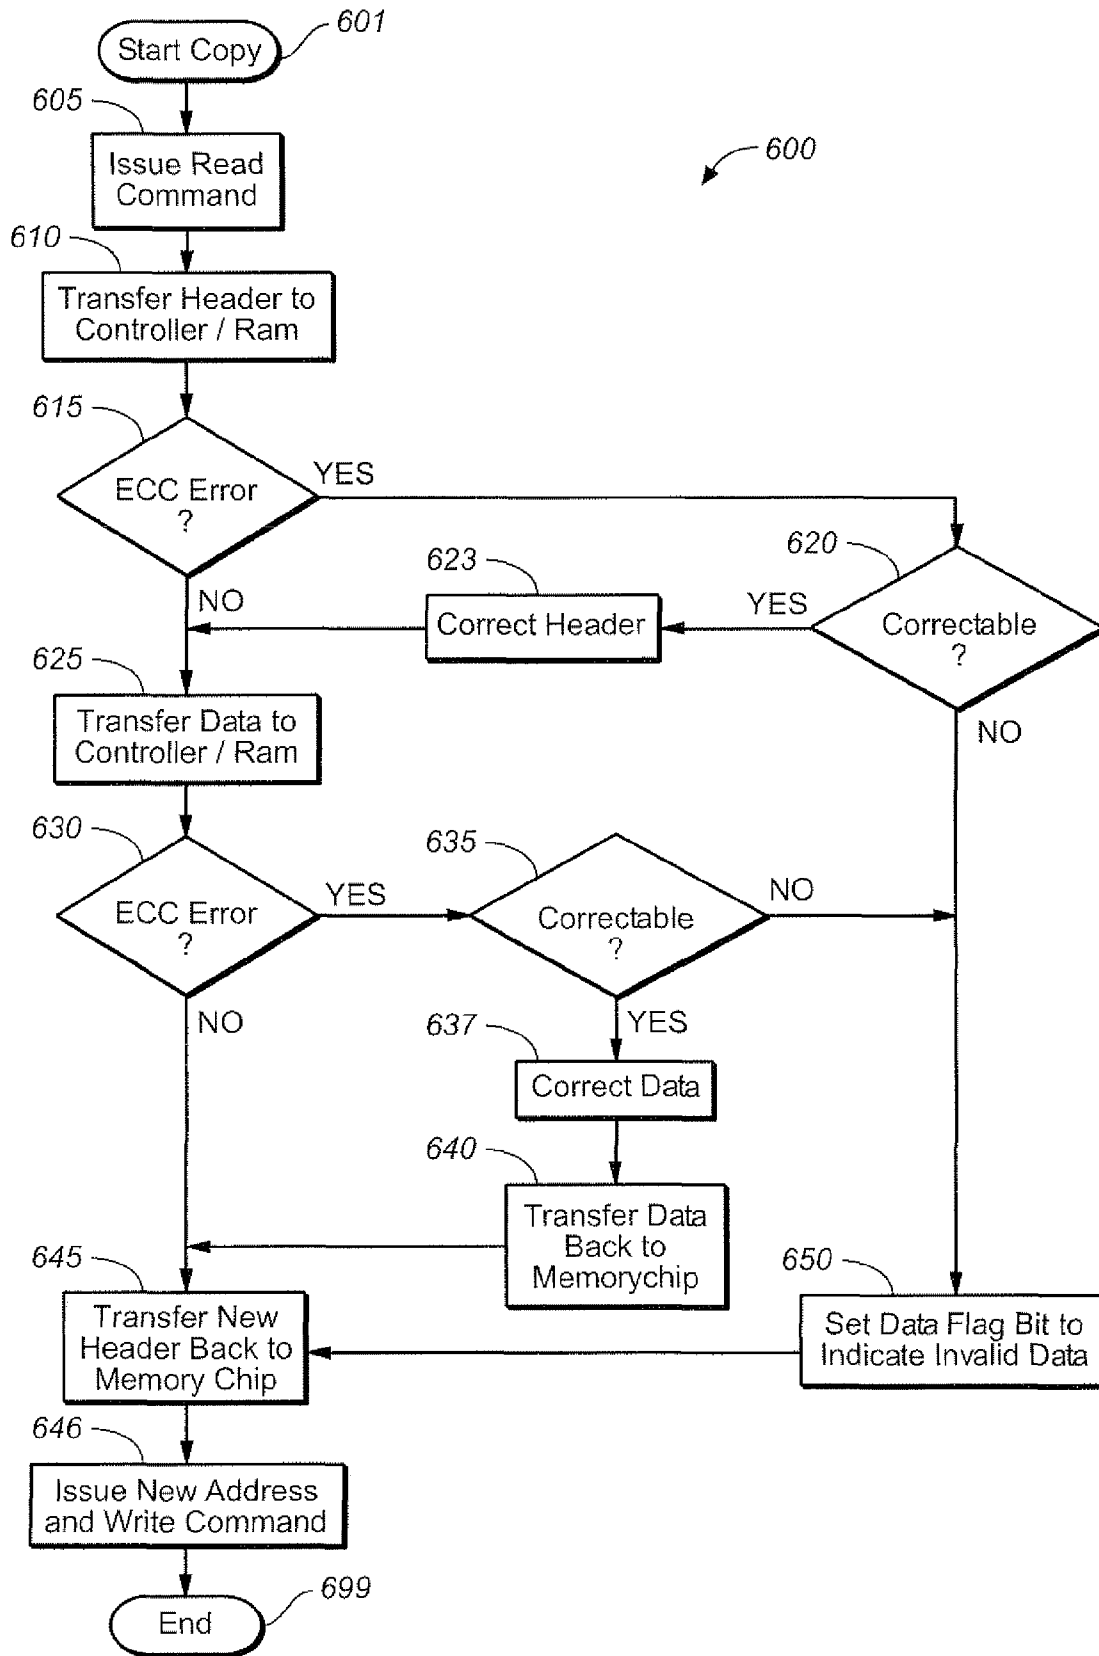 601
Start Copy
605
Issue Read
Command
600
610
Transfer Header to
Controller / Ram
615
ECC Error
?
YES
NO
620
Correctable
?
YES
NO
623
Correct Header
625
Transfer Data to
Controller / Ram
630
ECC Error
?
YES
NO
635
Correctable
?
NO
YES
637
Correct Data
640
Transfer Data
Back to
Memorychip
645
Transfer New
Header Back to
Memory Chip
650
Set Data Flag Bit to
Indicate Invalid Data
646
Issue New Address
and Write Command
699
End